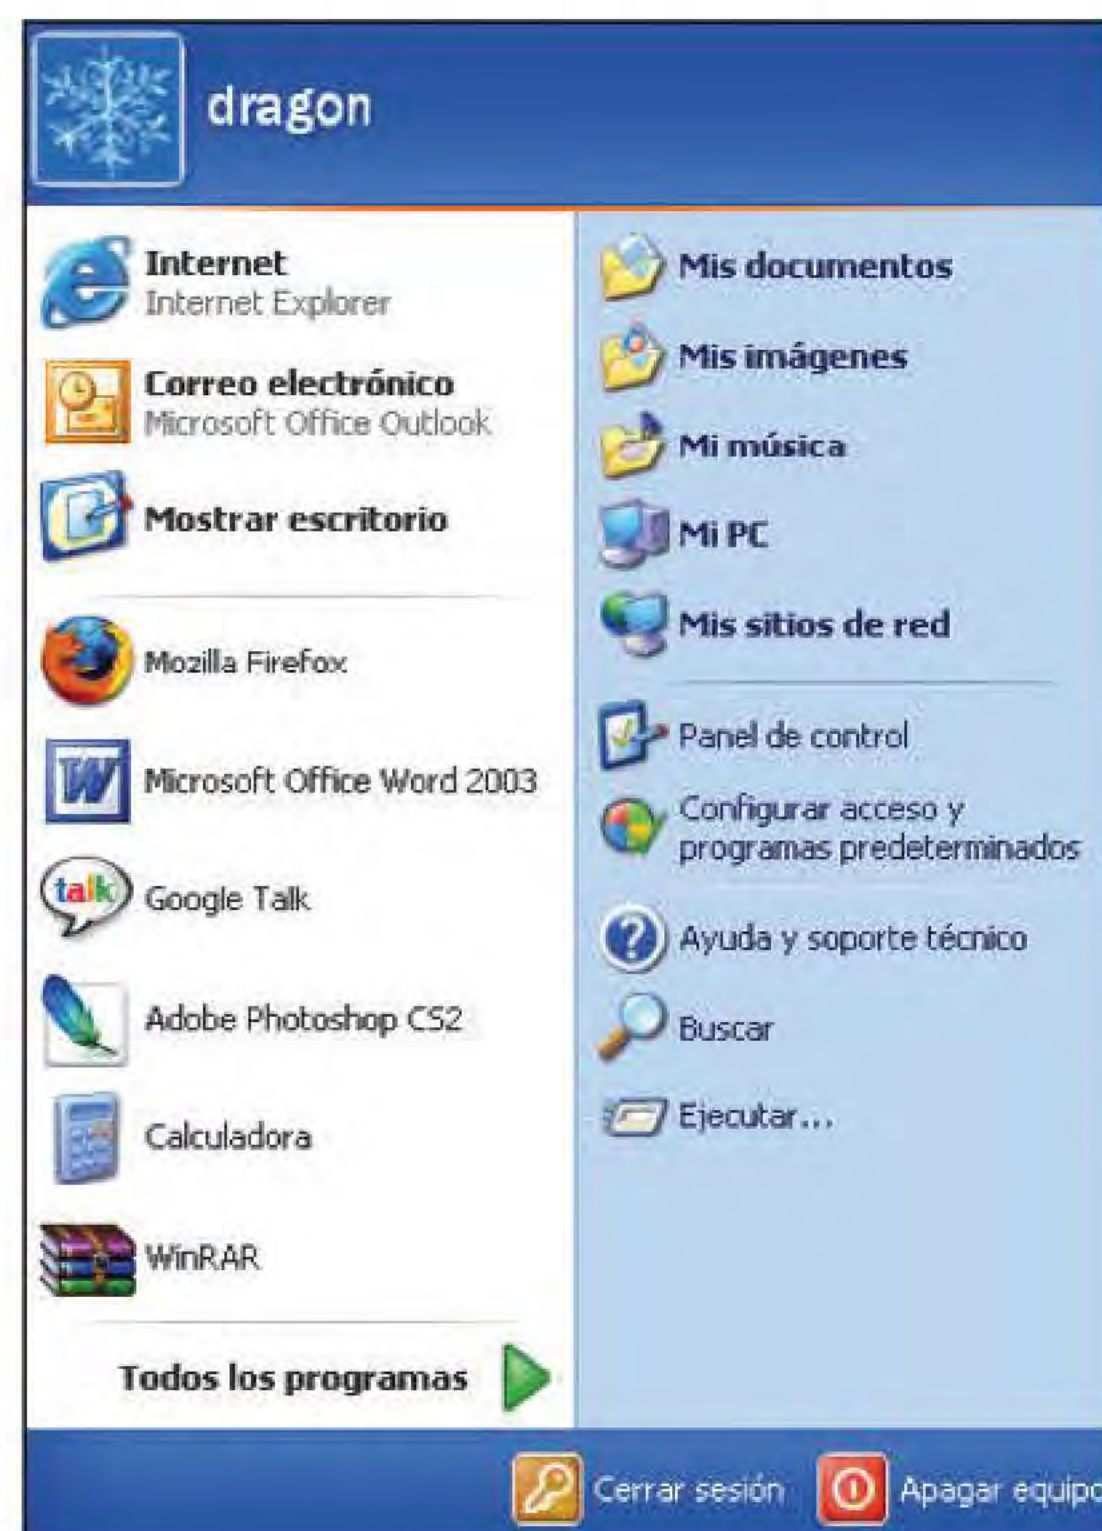 dragon
Internet
Internet Explorer
Correo electrónico
Microsoft Office Outlook
Mostrar escritorio
Mozilla Firefox
Microsoft Office Word 2003
talk
Google Talk
Adobe Photoshop CS2
Calculadora
WinRAR
Todos los programas
Mis documentos
Mis imágenes
Mi música
Mi PC
Mis sitios de red
Panel de control
Configurar acceso y
programas predeterminados
Ayuda y soporte técnico
Buscar
Ejecutar...
Cerrar sesión
Apagar equipo